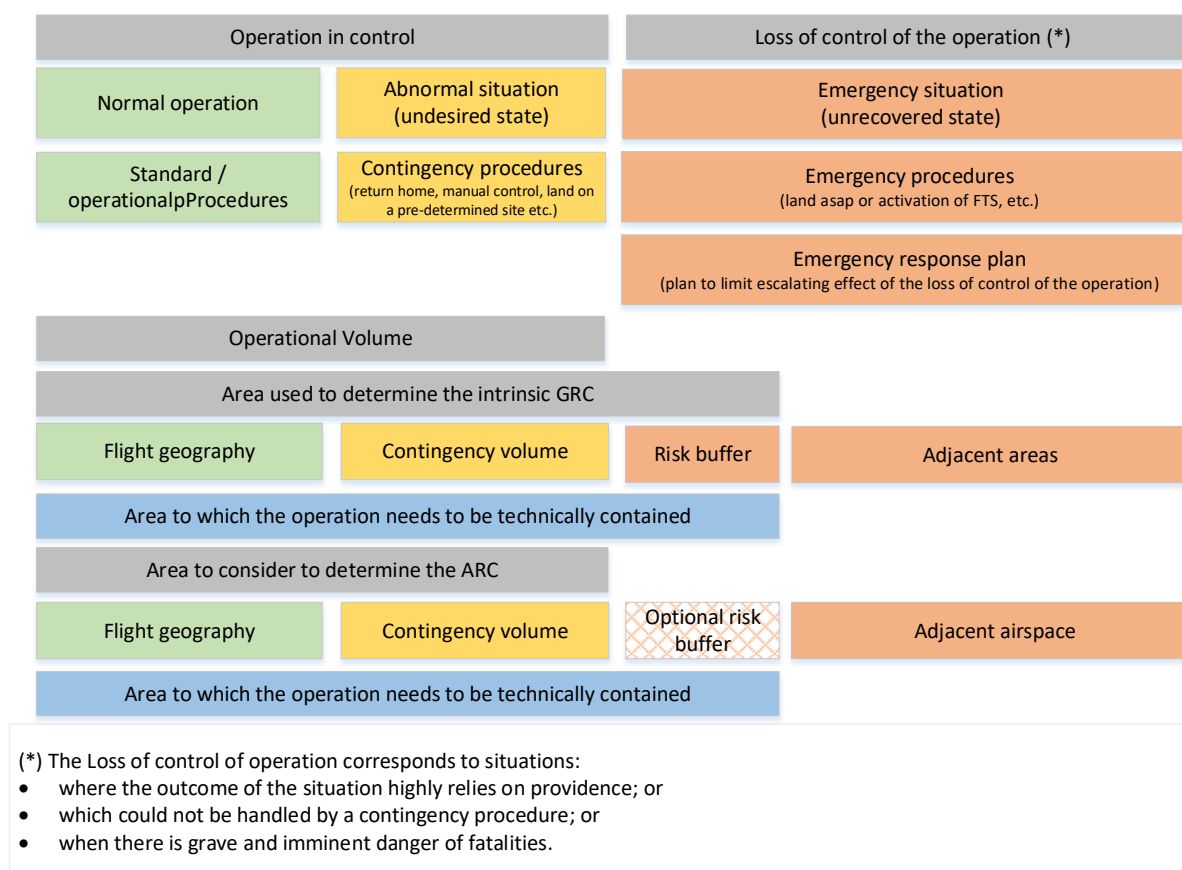 Operation in control
Loss of control of the operation (*)
Normal operation
Abnormal situation
(undesired state)
Emergency situation
(unrecovered state)
Standard /
operationalpProcedures
Contingency procedures
(return home, manual control, land on
a pre-determined site etc.)
Emergency procedures
(land asap or activation of FTS, etc.)
Emergency response plan
(plan to limit escalating effect of the loss of control of the operation)
Operational Volume
Area used to determine the intrinsic GRC
Flight geography
Contingency volume
Risk buffer
Adjacent areas
Area to which the operation needs to be technically contained
Area to consider to determine the ARC
Flight geography
Contingency volume
Optional risk
buffer
Adjacent airspace
Area to which the operation needs to be technically contained
(*) The Loss of control of operation corresponds to situations:
• where the outcome of the situation highly relies on providence; or
• which could not be handled by a contingency procedure; or
• when there is grave and imminent danger of fatalities.